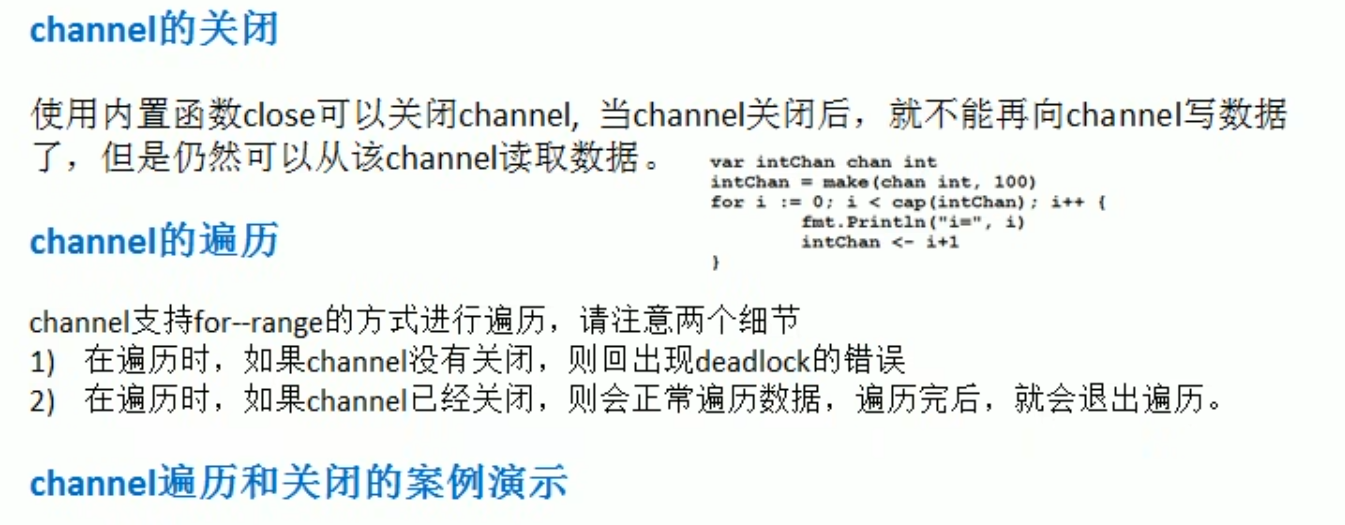 channel的关闭
使用内置函数close可以关闭channel, 当channel关闭后，就不能再向channel写数据
了，但是仍然可以从该channel读取数据。
var intChan chan int
intChan = make(chan int, 100)
for i := 0; i < cap(intChan); i++ {
fmt.Println("i=", i)
intChan <- i+1
}
channel的遍历
channel支持for--range的方式进行遍历，请注意两个细节
1) 在遍历时，如果channel没有关闭，则回出现deadlock的错误
2) 在遍历时，如果channel已经关闭，则会正常遍历数据，遍历完后，就会退出遍历。
channel遍历和关闭的案例演示